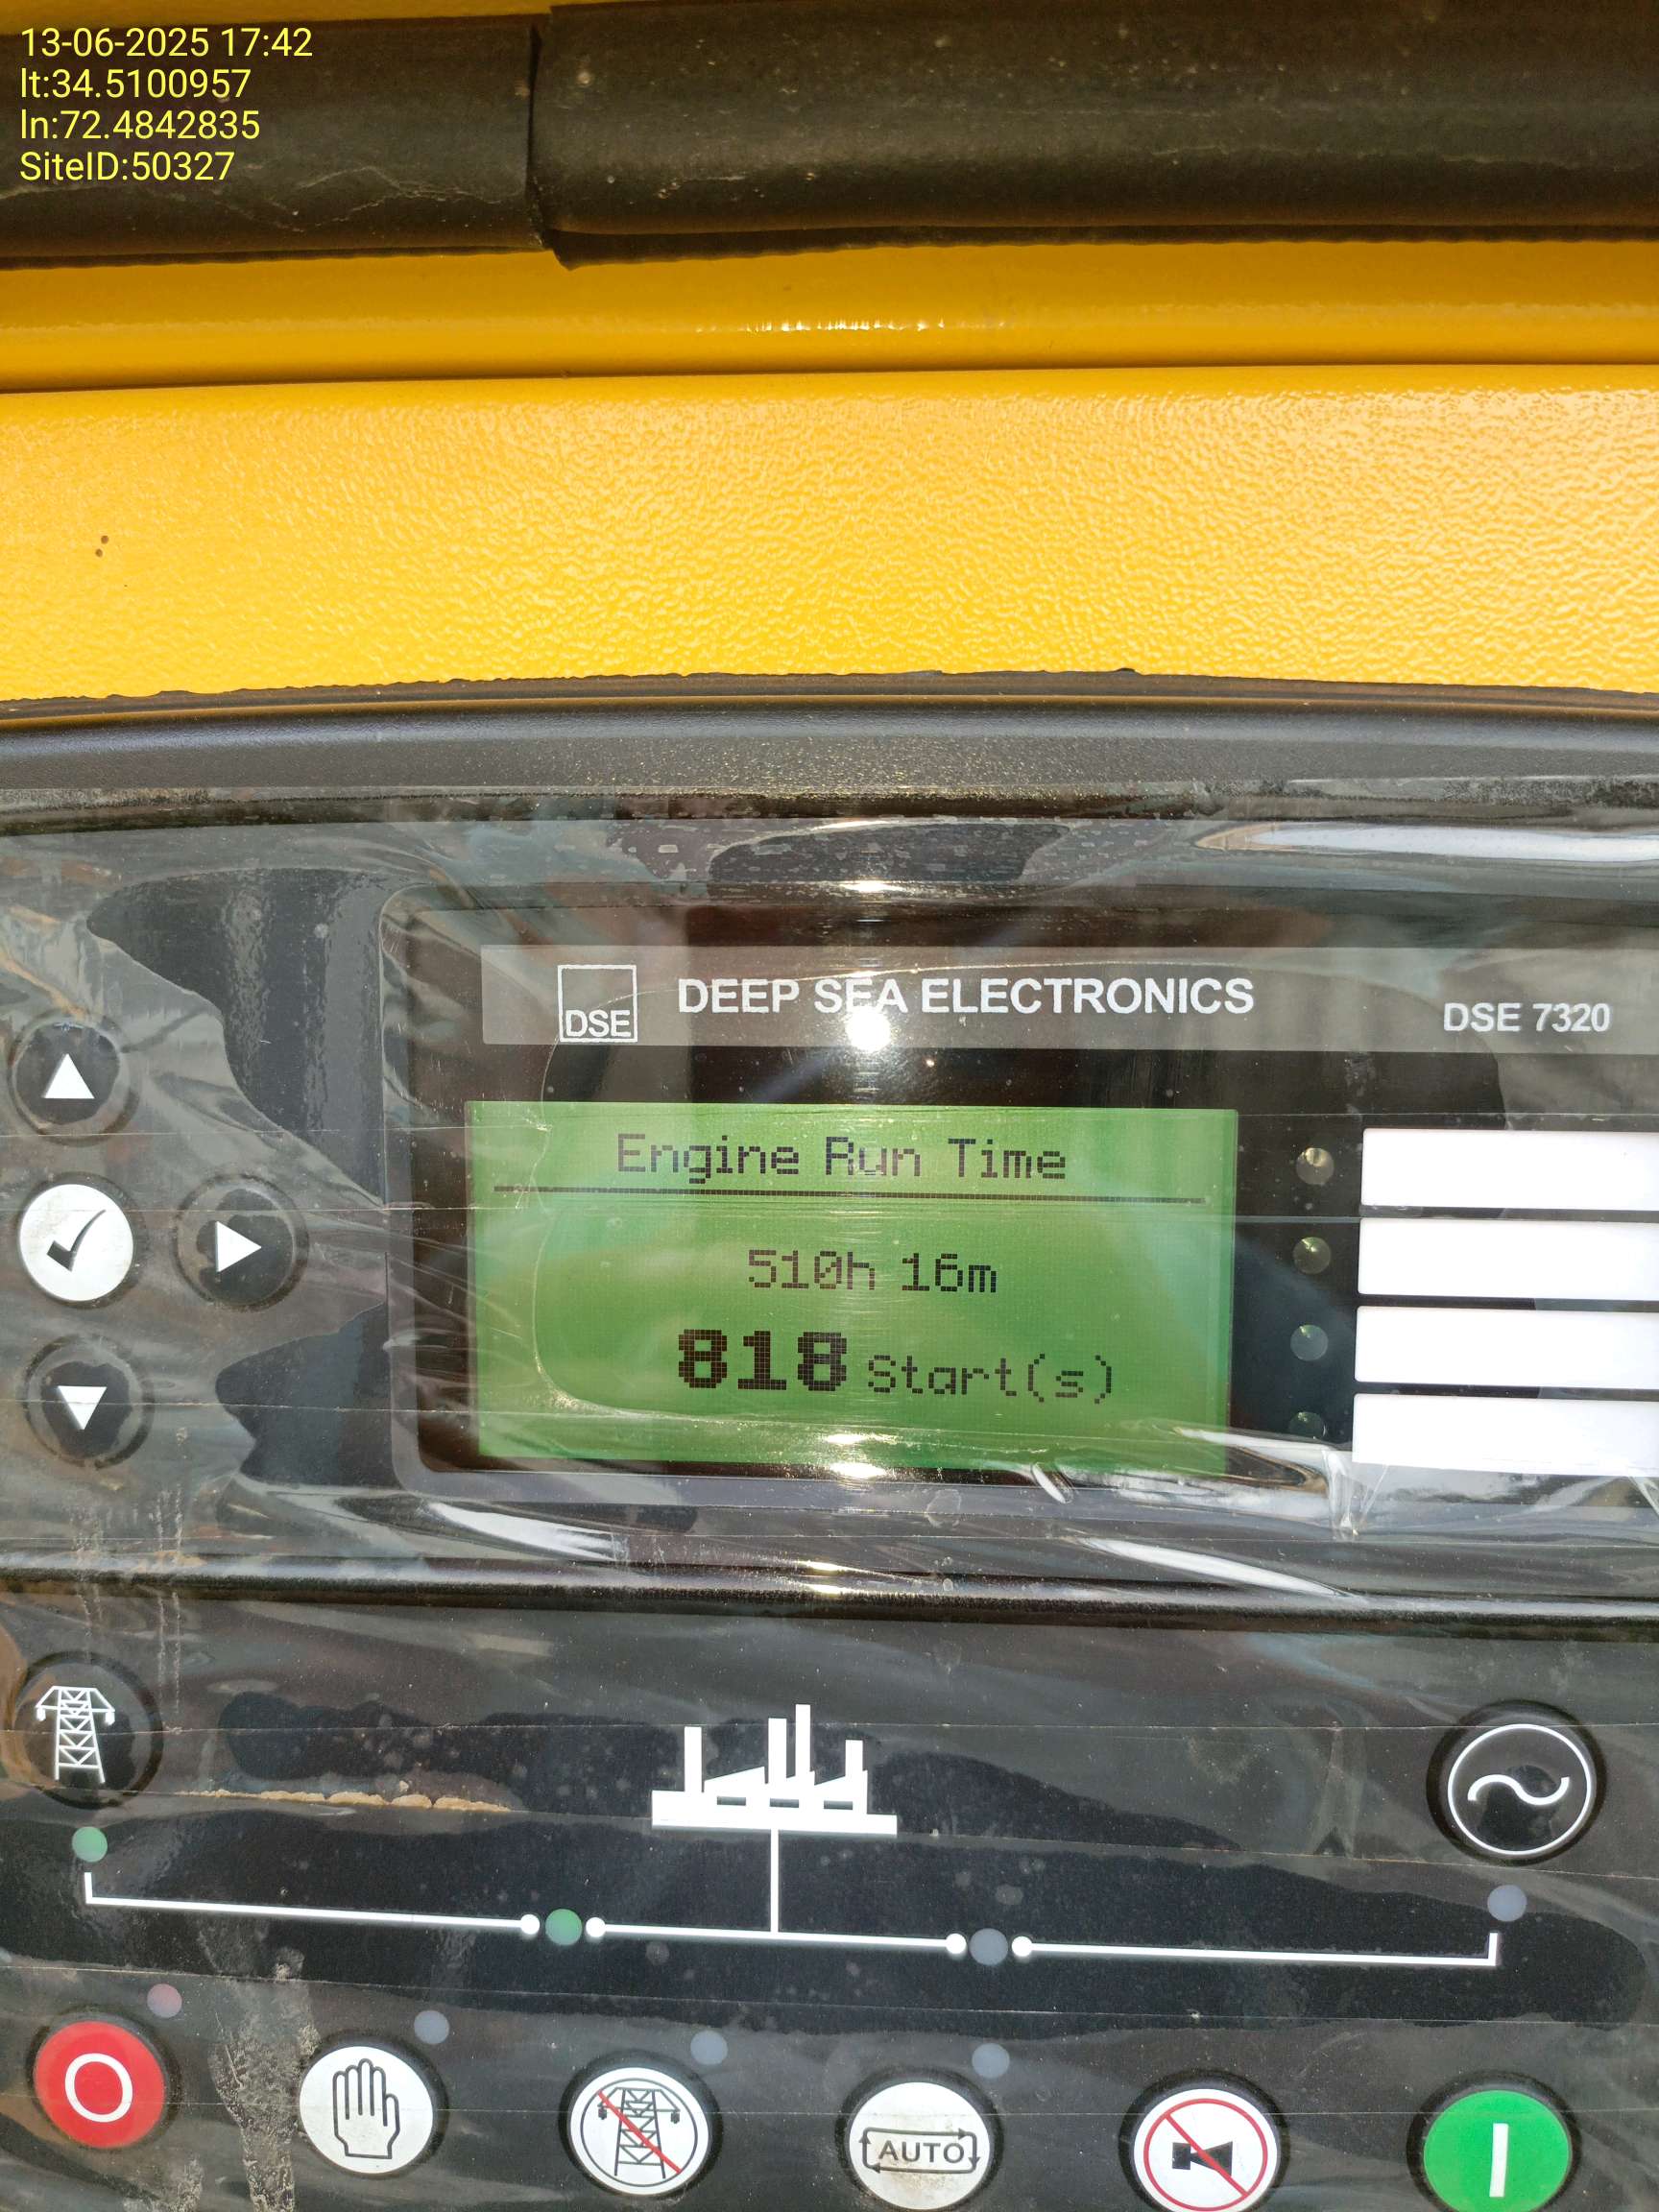 13-06-2025 17:42
lt:34.5100957
ln:72.4842835
SiteID:50327
DSE DEEP SEA ELECTRONICS DSE 7320
Engine Run Time
510h 16m
818 Start(s)
AUTO